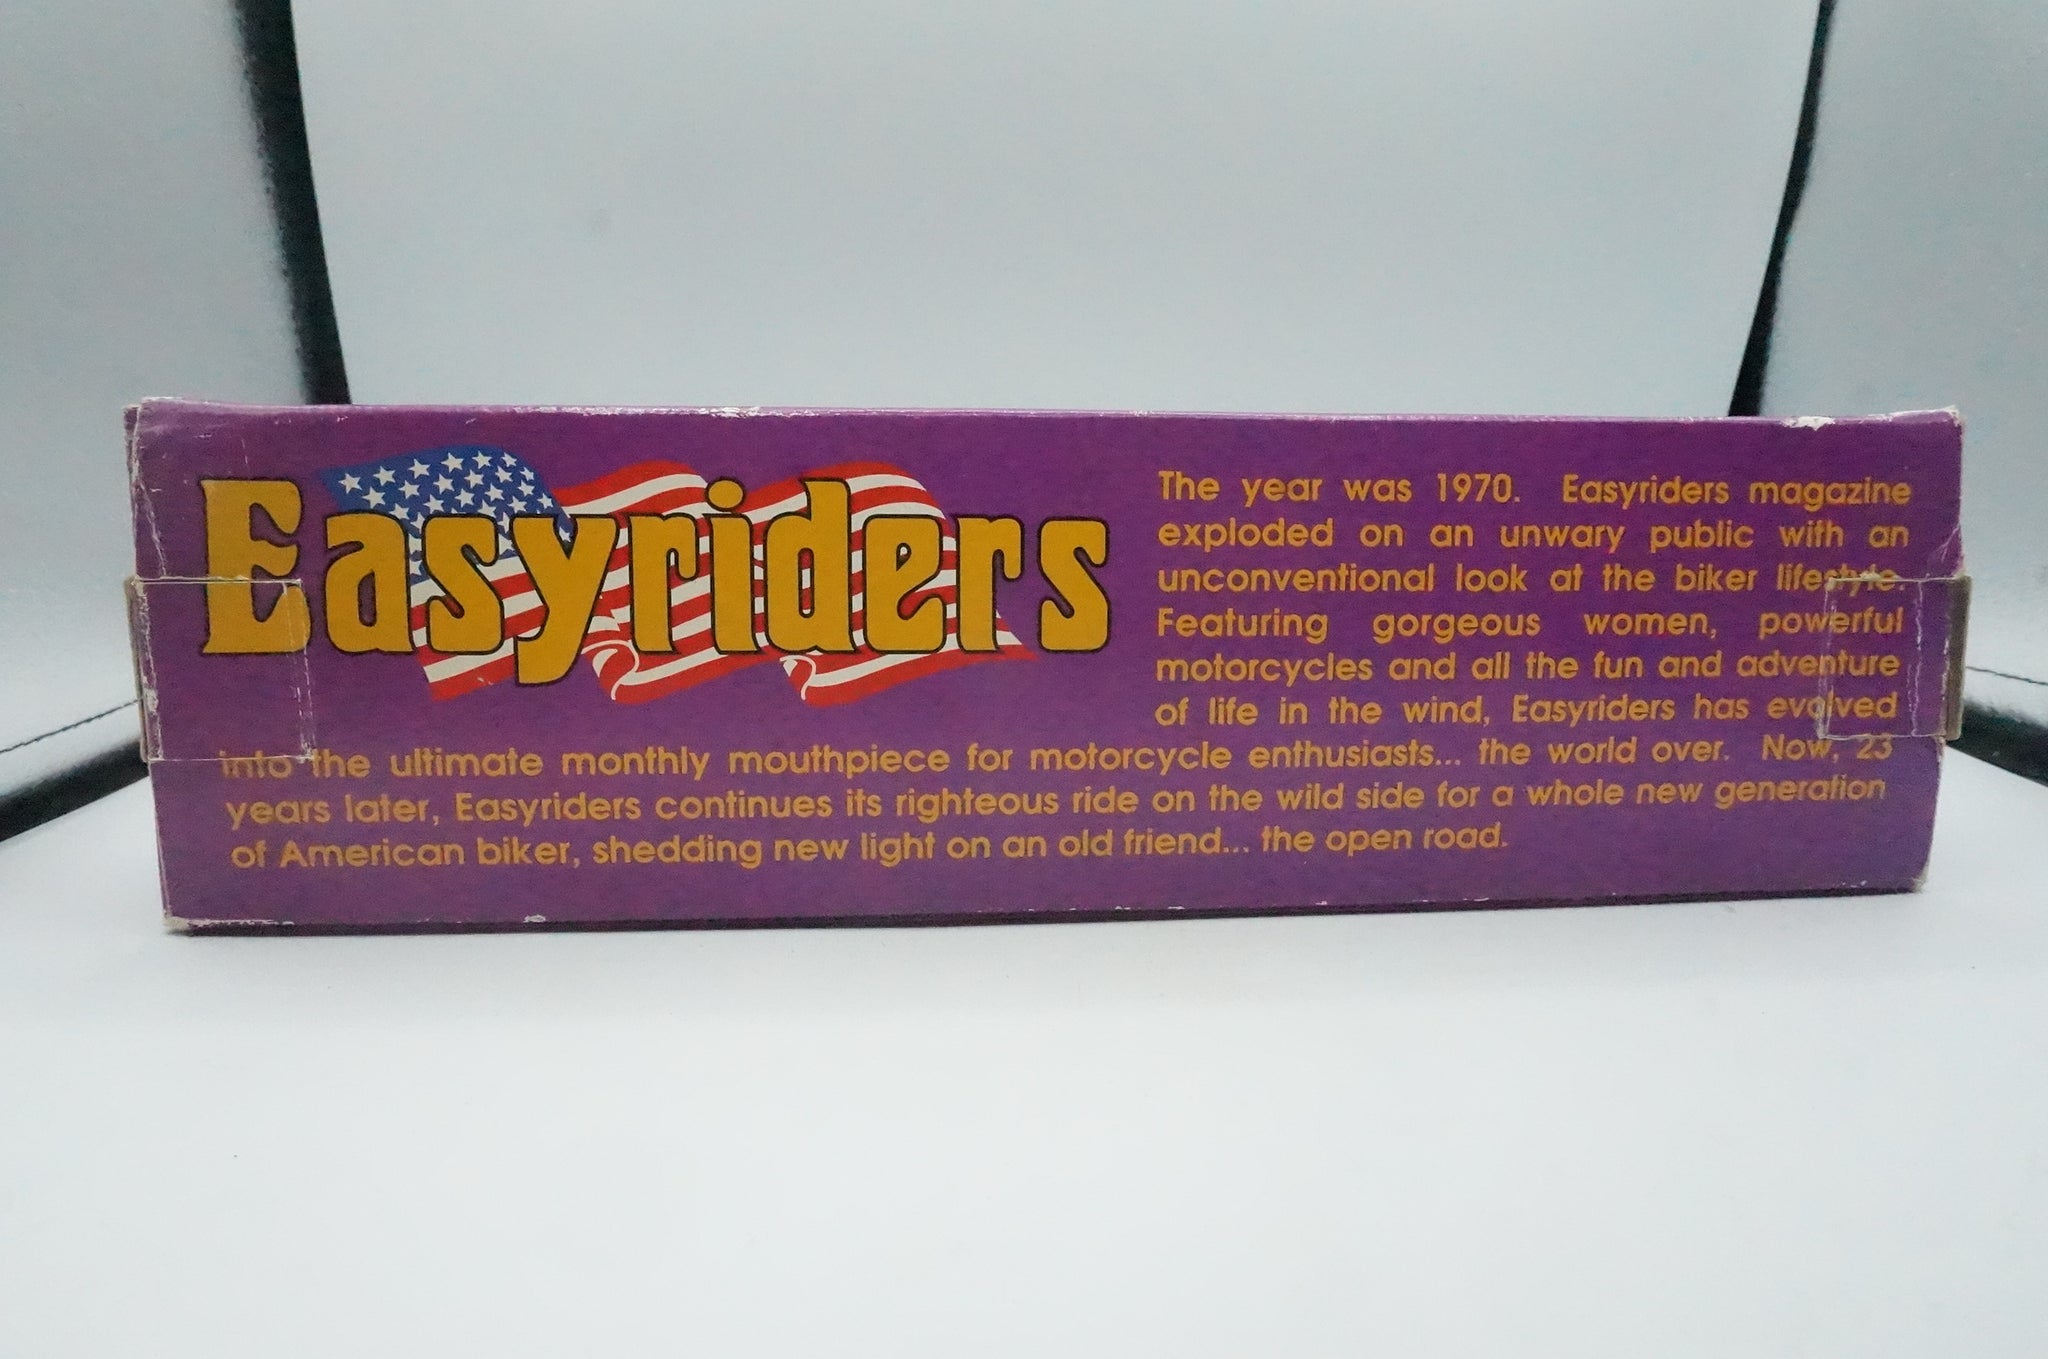 Easyriders
The year was 1970. Easyriders magazine
exploded on an unwary public with an
unconventional look at the biker lifestyle.
Featuring gorgeous women, powerful
motorcycles and all the fun and adventure
of life in the wind, Easyriders has evolved
into the ultimate monthly mouthpiece for motorcycle enthusiasts... the world over. Now, 23
years later, Easyriders continues its righteous ride on the wild side for a whole new generation
of American biker, shedding new light on an old friend... the open road.